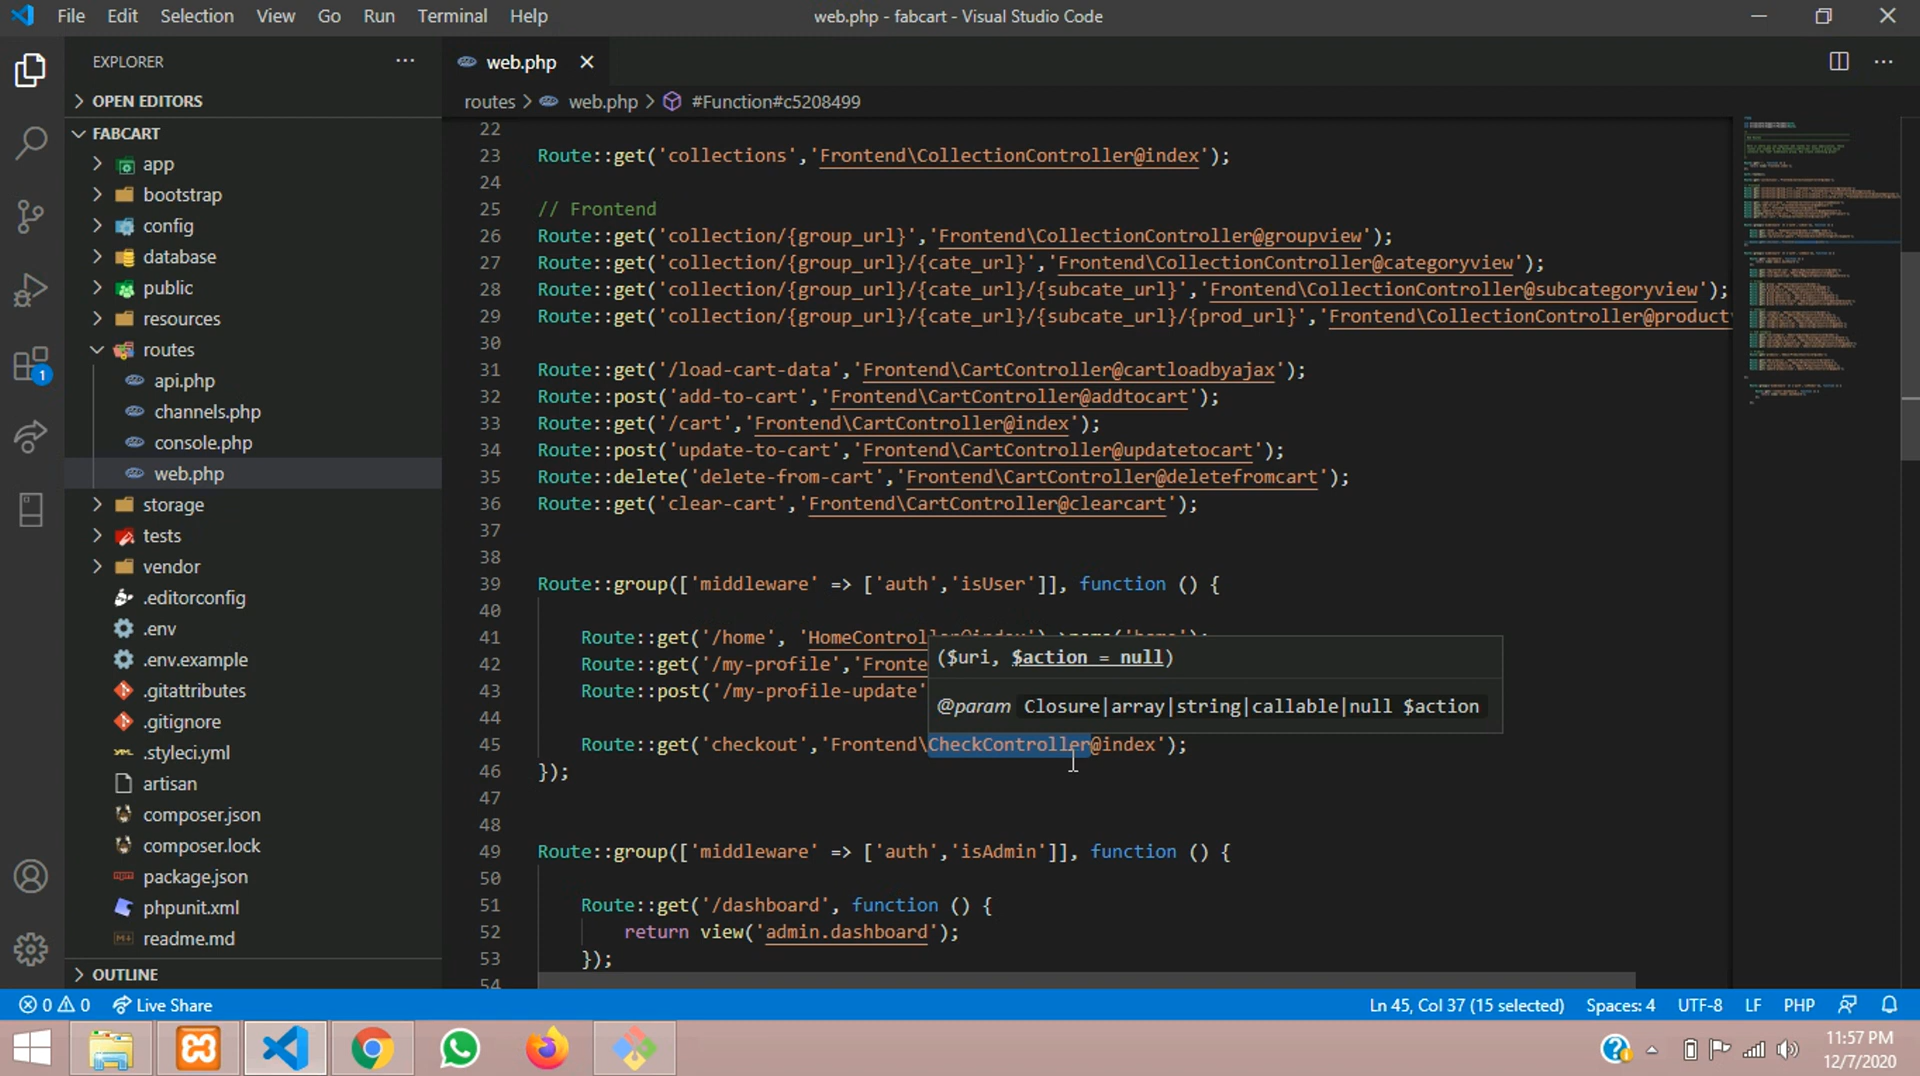 File Edit Selection View Go Run Terminal Help
web.php - fabcart - Visual Studio Code
EXPLORER
OPEN EDITORS
FABCART
app
bootstrap
config
database
public
resources
routes
api.php
channels.php
console.php
web.php
storage
tests
vendor
.editorconfig
.env
.env.example
.gitattributes
.gitignore
.styleci.yml
artisan
composer.json
composer.lock
package.json
phpunit.xml
readme.md
OUTLINE
web.php
routes > web.php > #Function#c5208499
22
23 Route::get('collections','Frontend\CollectionController@index');
24
25 // Frontend
26 Route::get('collection/{group_url}','Frontend\CollectionController@groupview');
27 Route::get('collection/{group_url}/{cate_url}','Frontend\CollectionController@categoryview');
28 Route::get('collection/{group_url}/{cate_url}/{subcate_url}','Frontend\CollectionController@subcategoryview');
29 Route::get('collection/{group_url}/{cate_url}/{subcate_url}/{prod_url}','Frontend\CollectionController@product
30
31 Route::get('/load-cart-data','Frontend\CartController@cartloadbyajax');
32 Route::post('add-to-cart','Frontend\CartController@addtocart');
33 Route::get('/cart','Frontend\CartController@index');
34 Route::post('update-to-cart','Frontend\CartController@updatetocart');
35 Route::delete('delete-from-cart','Frontend\CartController@deletefromcart');
36 Route::get('clear-cart','Frontend\CartController@clearcart');
37
38
39 Route::group(['middleware' => ['auth','isUser']], function () {
40
41 Route::get('/home', 'HomeController@index')->name('home');
42 Route::get('/my-profile','Fronte
43 Route::post('/my-profile-update'
44
45 Route::get('checkout','Frontend\CheckController@index');
46 });
47
48
49 Route::group(['middleware' => ['auth','isAdmin']], function () {
50
51 Route::get('/dashboard', function () {
52 return view('admin.dashboard');
53 });
54
($uri, $action = null)
@param Closure|array|string|callable|null $action
1
0 0 Live Share
Ln 45, Col 37 (15 selected) Spaces: 4 UTF-8 LF PHP
11:57 PM
12/7/2020